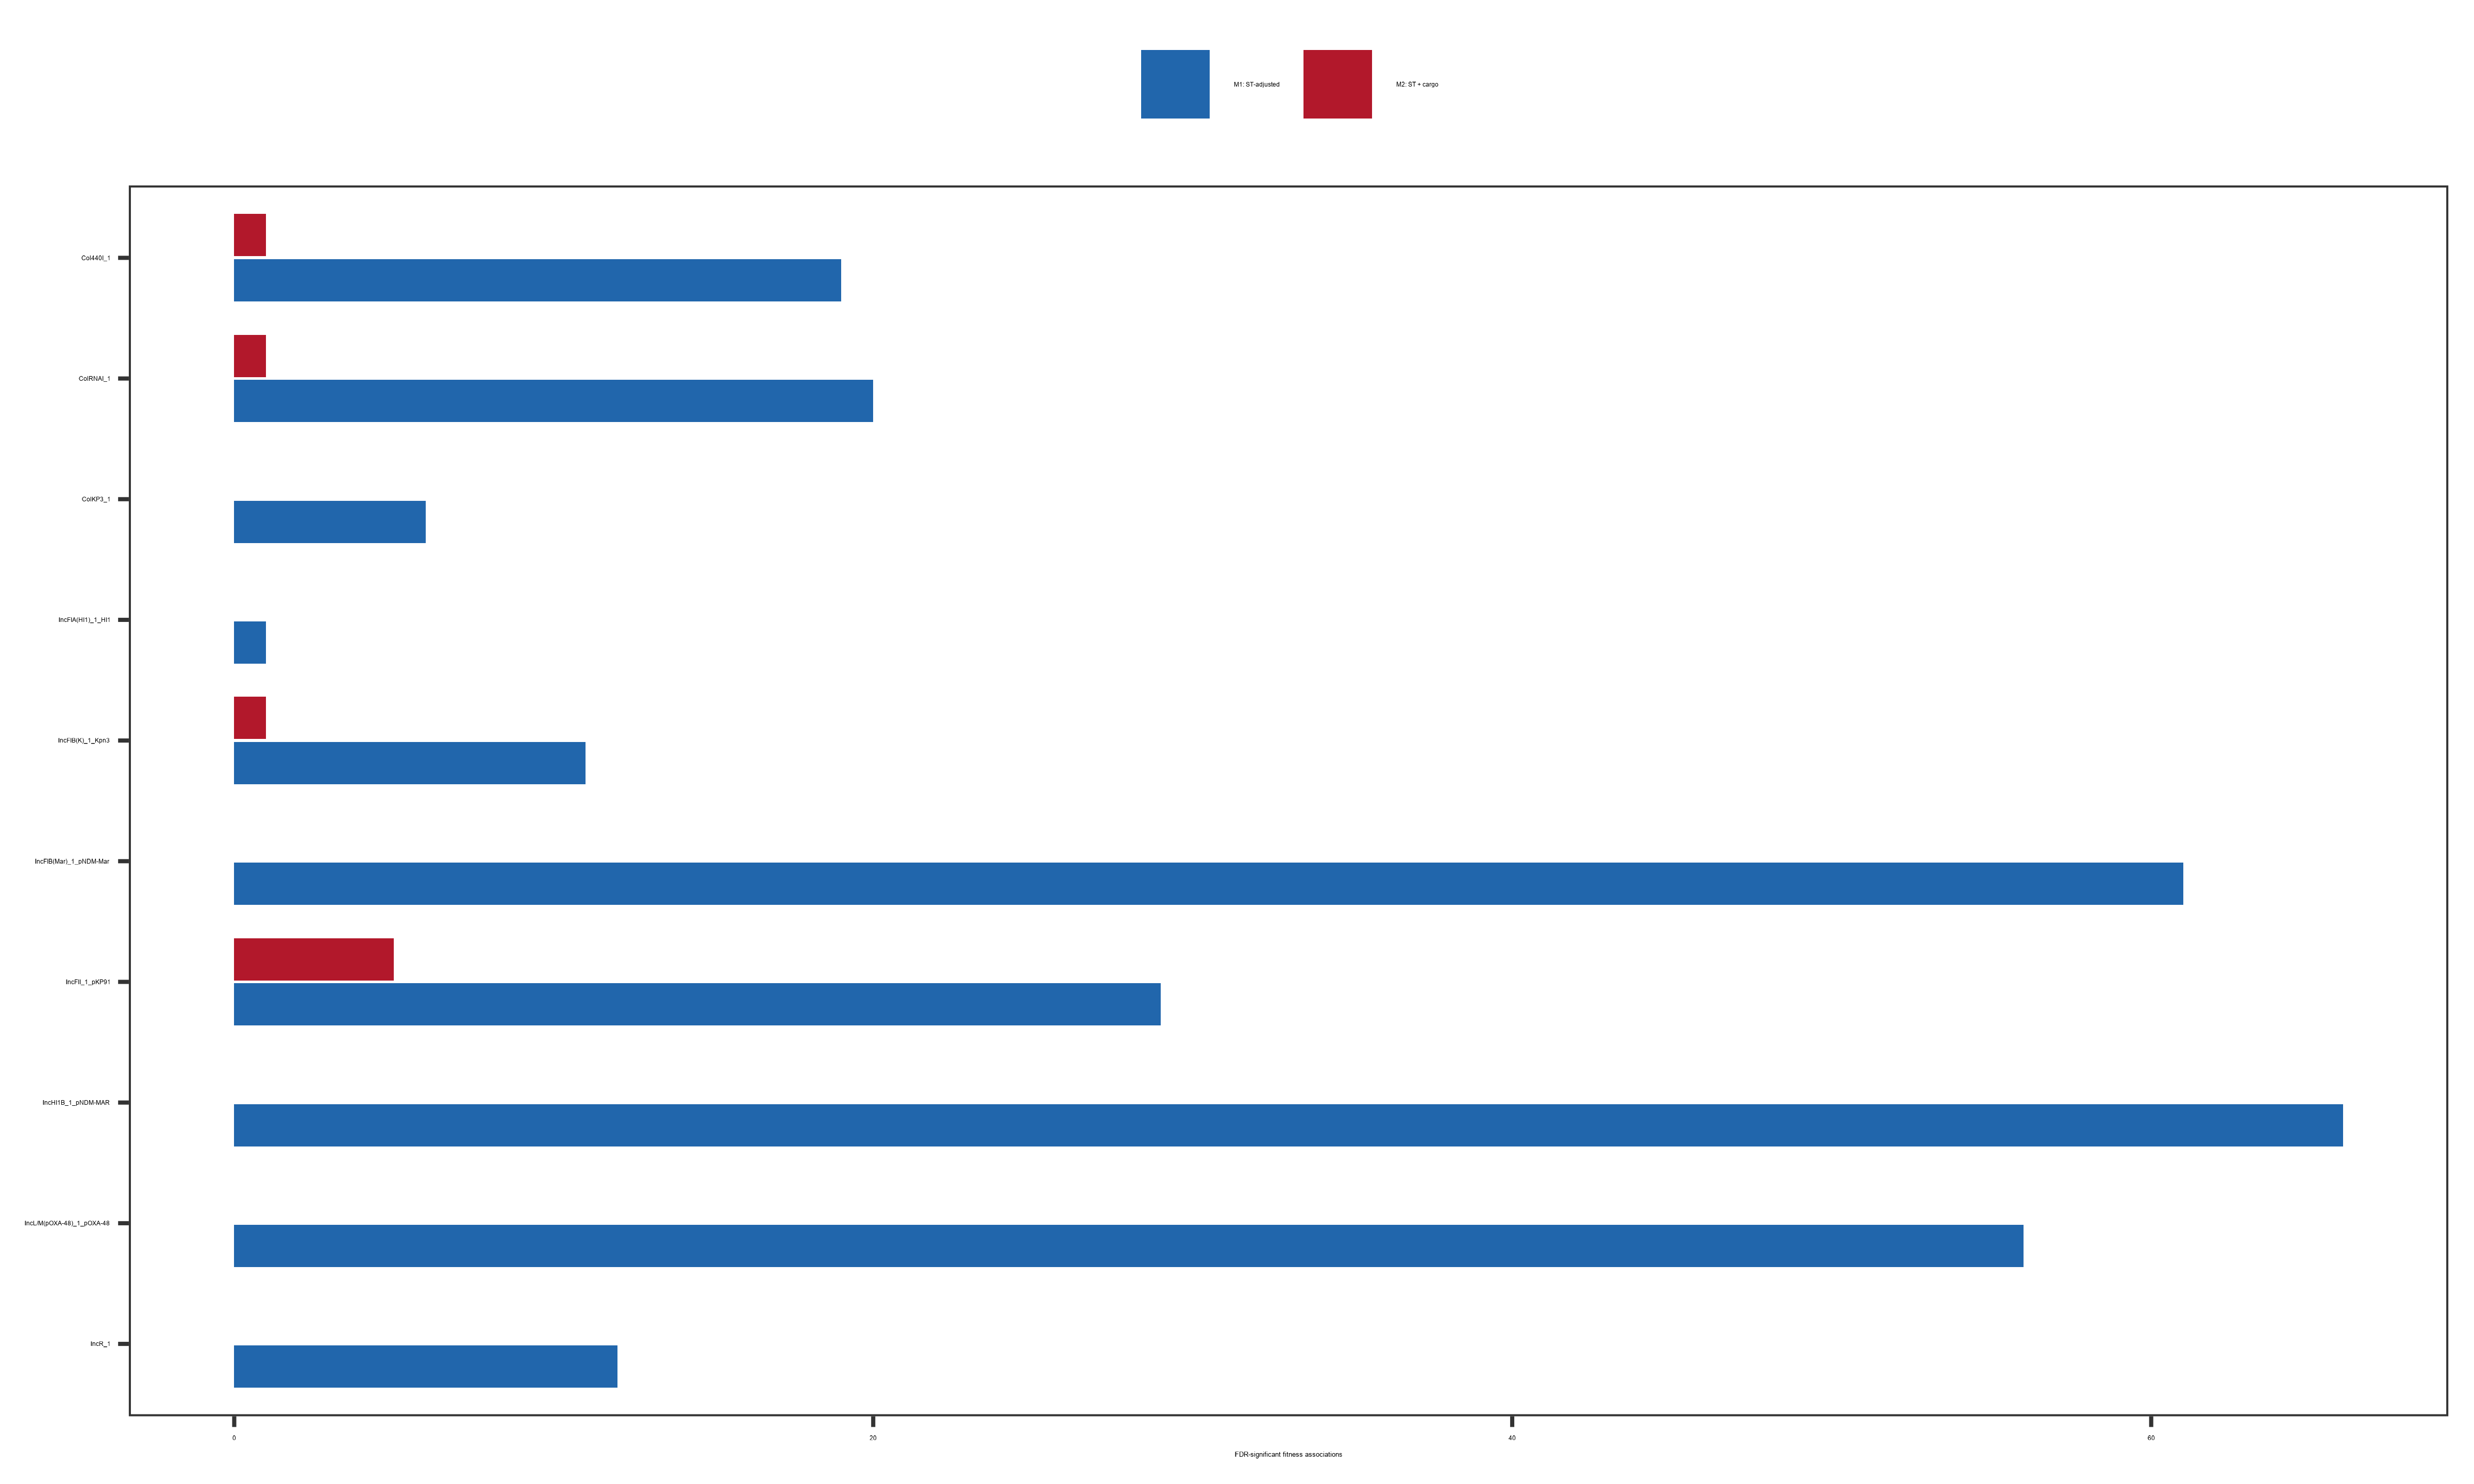 M1: ST-adjusted
M2: ST + cargo
Col440I_1
ColRNAI_1
ColKP3_1
IncFIA(HI1)_1_HI1
IncFIB(K)_1_Kpn3
IncFIB(Mar)_1_pNDM-Mar
IncFII_1_pKP91
IncHI1B_1_pNDM-MAR
IncL/M(pOXA-48)_1_pOXA-48
IncR_1
0 20 40 60
FDR-significant fitness associations